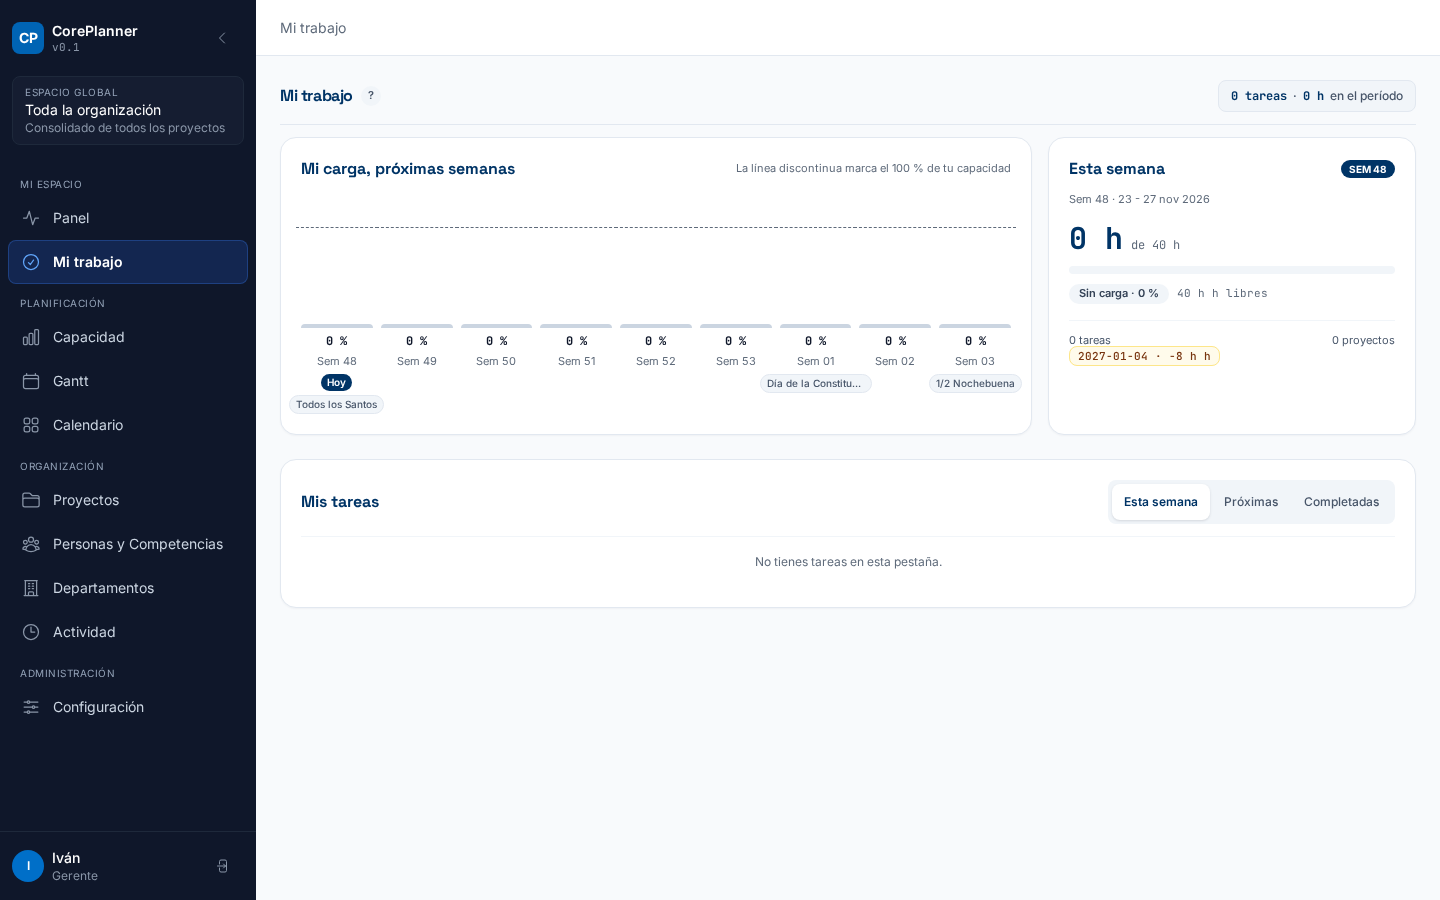 CP
CorePlanner
v0.1
ESPACIO GLOBAL
Toda la organización
Consolidado de todos los proyectos
MI ESPACIO
Panel
Mi trabajo
PLANIFICACIÓN
Capacidad
Gantt
Calendario
ORGANIZACIÓN
Proyectos
Personas y Competencias
Departamentos
Actividad
ADMINISTRACIÓN
Configuración
I
Iván
Gerente
Mi trabajo
Mi trabajo ?
0 tareas · 0 h en el período
Mi carga, próximas semanas
La línea discontinua marca el 100 % de tu capacidad
0 % 0 % 0 % 0 % 0 % 0 % 0 % 0 % 0 %
Sem 48 Sem 49 Sem 50 Sem 51 Sem 52 Sem 53 Sem 01 Sem 02 Sem 03
Hoy Día de la Constitu... 1/2 Nochebuena
Todos los Santos
Esta semana
SEM 48
Sem 48 · 23 - 27 nov 2026
0 h de 40 h
Sin carga · 0 % 40 h h libres
0 tareas 0 proyectos
2027-01-04 · -8 h h
Mis tareas
Esta semana Próximas Completadas
No tienes tareas en esta pestaña.